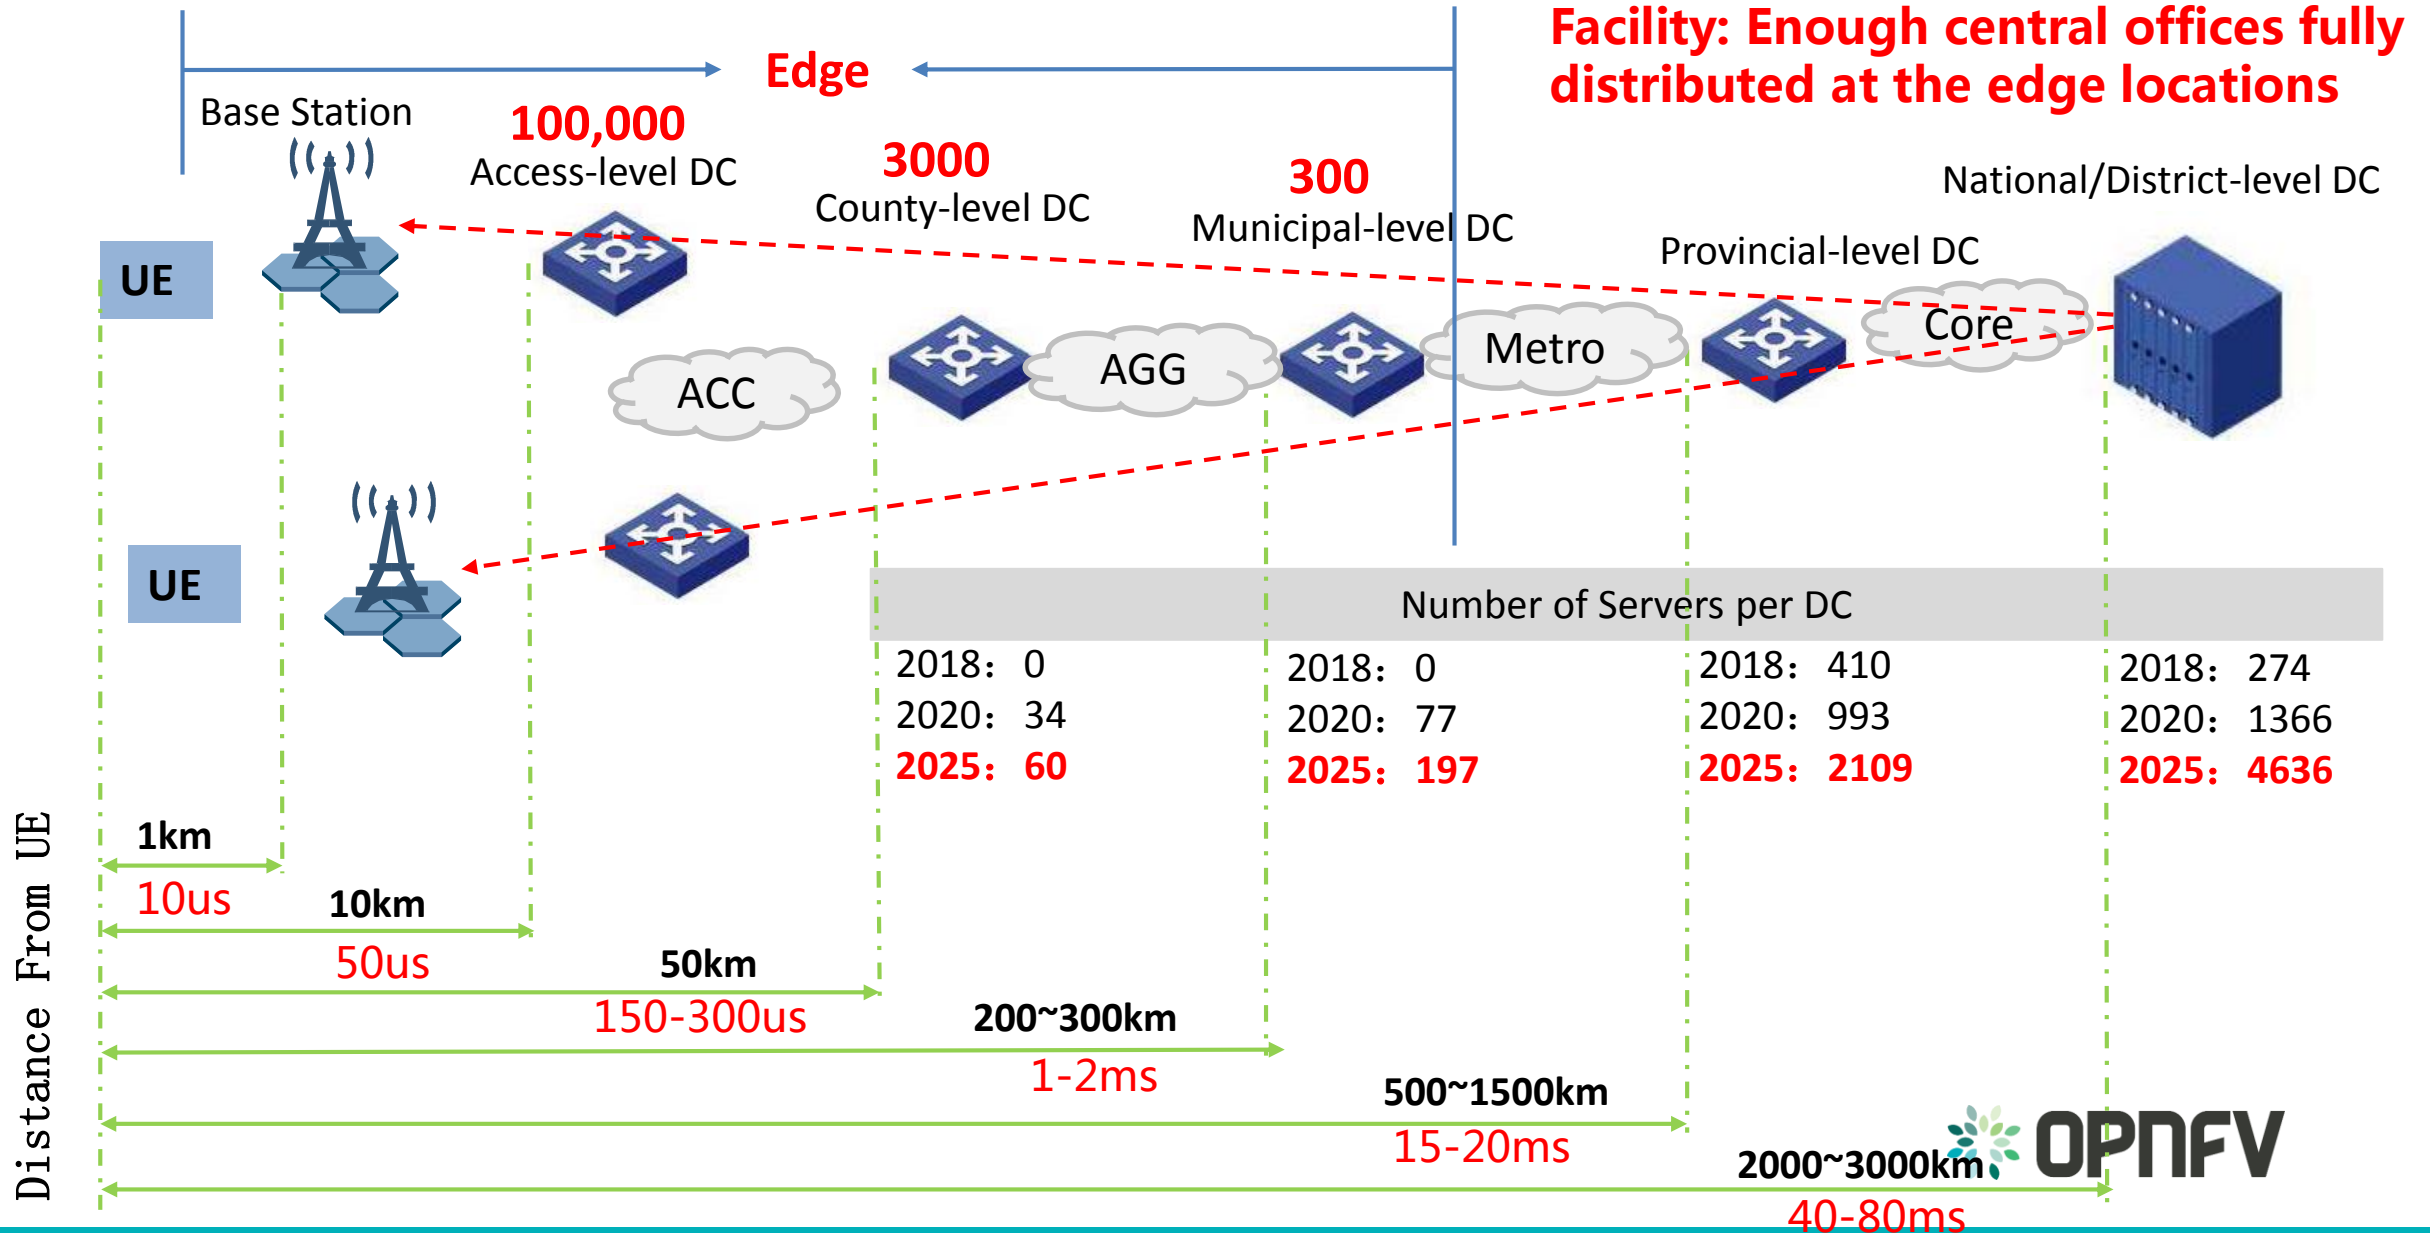 Facility: Enough central offices fully
distributed at the edge locations
Edge
Base Station
100,000
Access-level DC
3000
County-level DC
300
Municipal-level DC
Provincial-level DC
National/District-level DC
UE
ACC
AGG
Metro
Core
UE
Number of Servers per DC
2018：0
2020：34
2025：60
2018：0
2020：77
2025：197
2018：410
2020：993
2025：2109
2018：274
2020：1366
2025：4636
Distance From UE
1km
10us
10km
50us
50km
150-300us
200~300km
1-2ms
500~1500km
15-20ms
2000~3000km
40-80ms
OPNFV